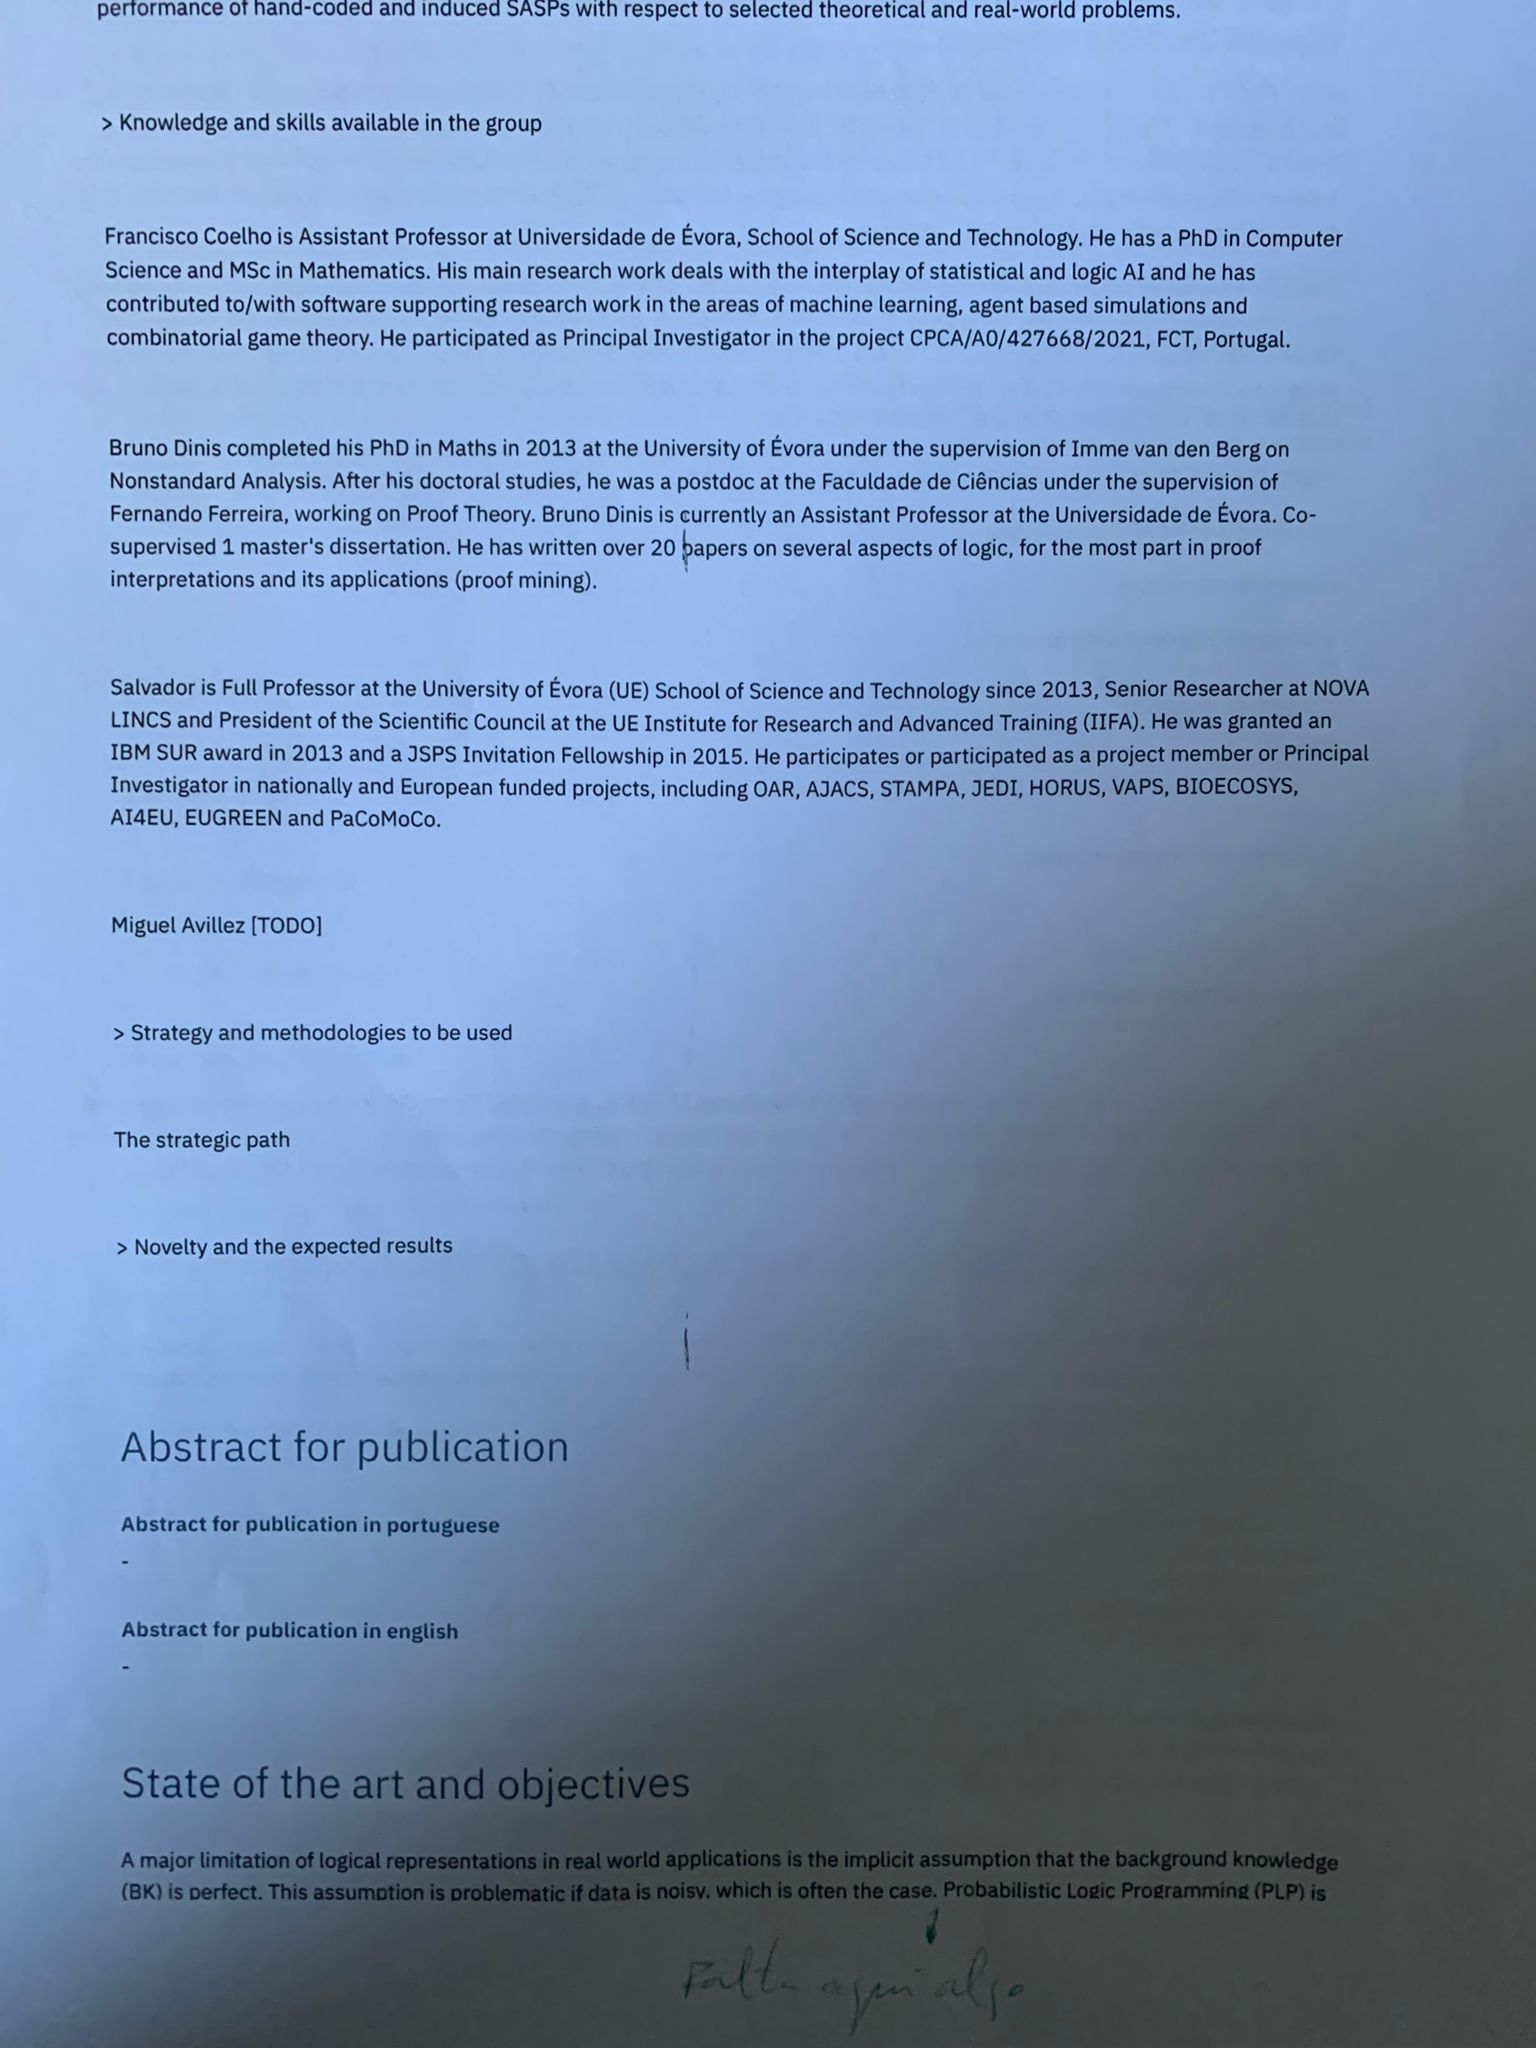 performance of hand-coded and induced SASPs with respect to selected theoretical and real-world problems.
> Knowledge and skills available in the group
Francisco Coelho is Assistant Professor at Universidade de Évora, School of Science and Technology. He has a PhD in Computer
Science and MSc in Mathematics. His main research work deals with the interplay of statistical and logic AI and he has
contributed to/with software supporting research work in the areas of machine learning, agent based simulations and
combinatorial game theory. He participated as Principal Investigator in the project CPCA/A0/427668/2021, FCT, Portugal.
Bruno Dinis completed his PhD in Maths in 2013 at the University of Évora under the supervision of Imme van den Berg on
Nonstandard Analysis. After his doctoral studies, he was a postdoc at the Faculdade de Ciências under the supervision of
Fernando Ferreira, working on Proof Theory. Bruno Dinis is currently an Assistant Professor at the Universidade de Évora. Co-
supervised 1 master's dissertation. He has written over 20 papers on several aspects of logic, for the most part in proof
interpretations and its applications (proof mining).
Salvador is Full Professor at the University of Évora (UE) School of Science and Technology since 2013, Senior Researcher at NOVA
LINCS and President of the Scientific Council at the UE Institute for Research and Advanced Training (IIFA). He was granted an
IBM SUR award in 2013 and a JSPS Invitation Fellowship in 2015. He participates or participated as a project member or Principal
Investigator in nationally and European funded projects, including OAR, AJACS, STAMPA, JEDI, HORUS, VAPS, BIOECOSYS,
AI4EU, EUGREEN and PaCoMoCo.
Miguel Avillez [TODO]
> Strategy and methodologies to be used
The strategic path
> Novelty and the expected results
Abstract for publication
Abstract for publication in portuguese
-
Abstract for publication in english
-
State of the art and objectives
A major limitation of logical representations in real world applications is the implicit assumption that the background knowledge
(BK) is perfect. This assumption is problematic if data is noisy, which is often the case. Probabilistic Logic Programming (PLP) is
Falta aqui algo